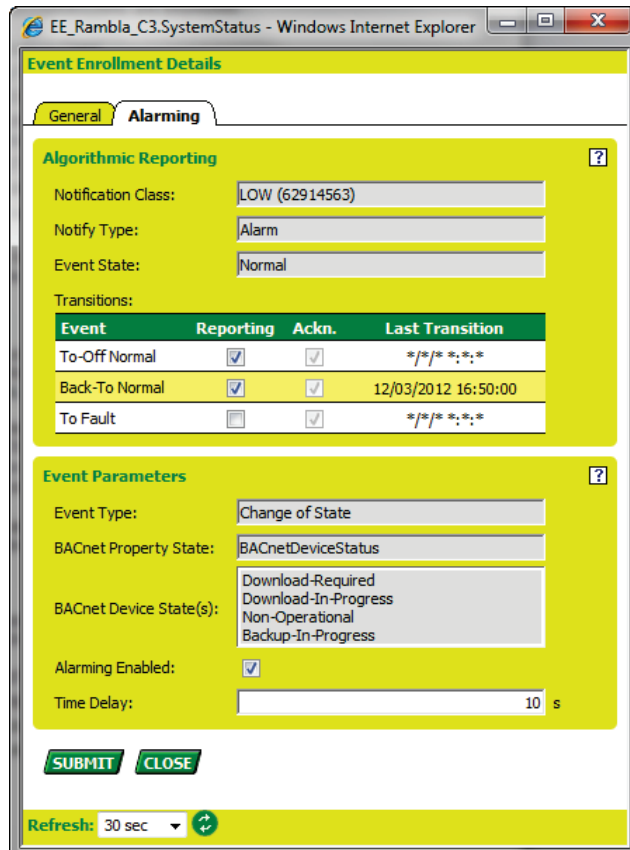 EE_Rambla_C3.SystemStatus - Windows Internet Explorer
Event Enrollment Details
General Alarming
Algorithmic Reporting ?
Notification Class: LOW (62914563)
Notify Type: Alarm
Event State: Normal
Transitions:
Event Reporting Ackn. Last Transition
To-Off Normal */*/* *:*:*
Back-To Normal 12/03/2012 16:50:00
To Fault */*/* *:*:*
Event Parameters ?
Event Type: Change of State
BACnet Property State: BACnetDeviceStatus
BACnet Device State(s): Download-Required
Download-In-Progress
Non-Operational
Backup-In-Progress
Alarming Enabled:
Time Delay: 10 s
SUBMIT CLOSE
Refresh: 30 sec